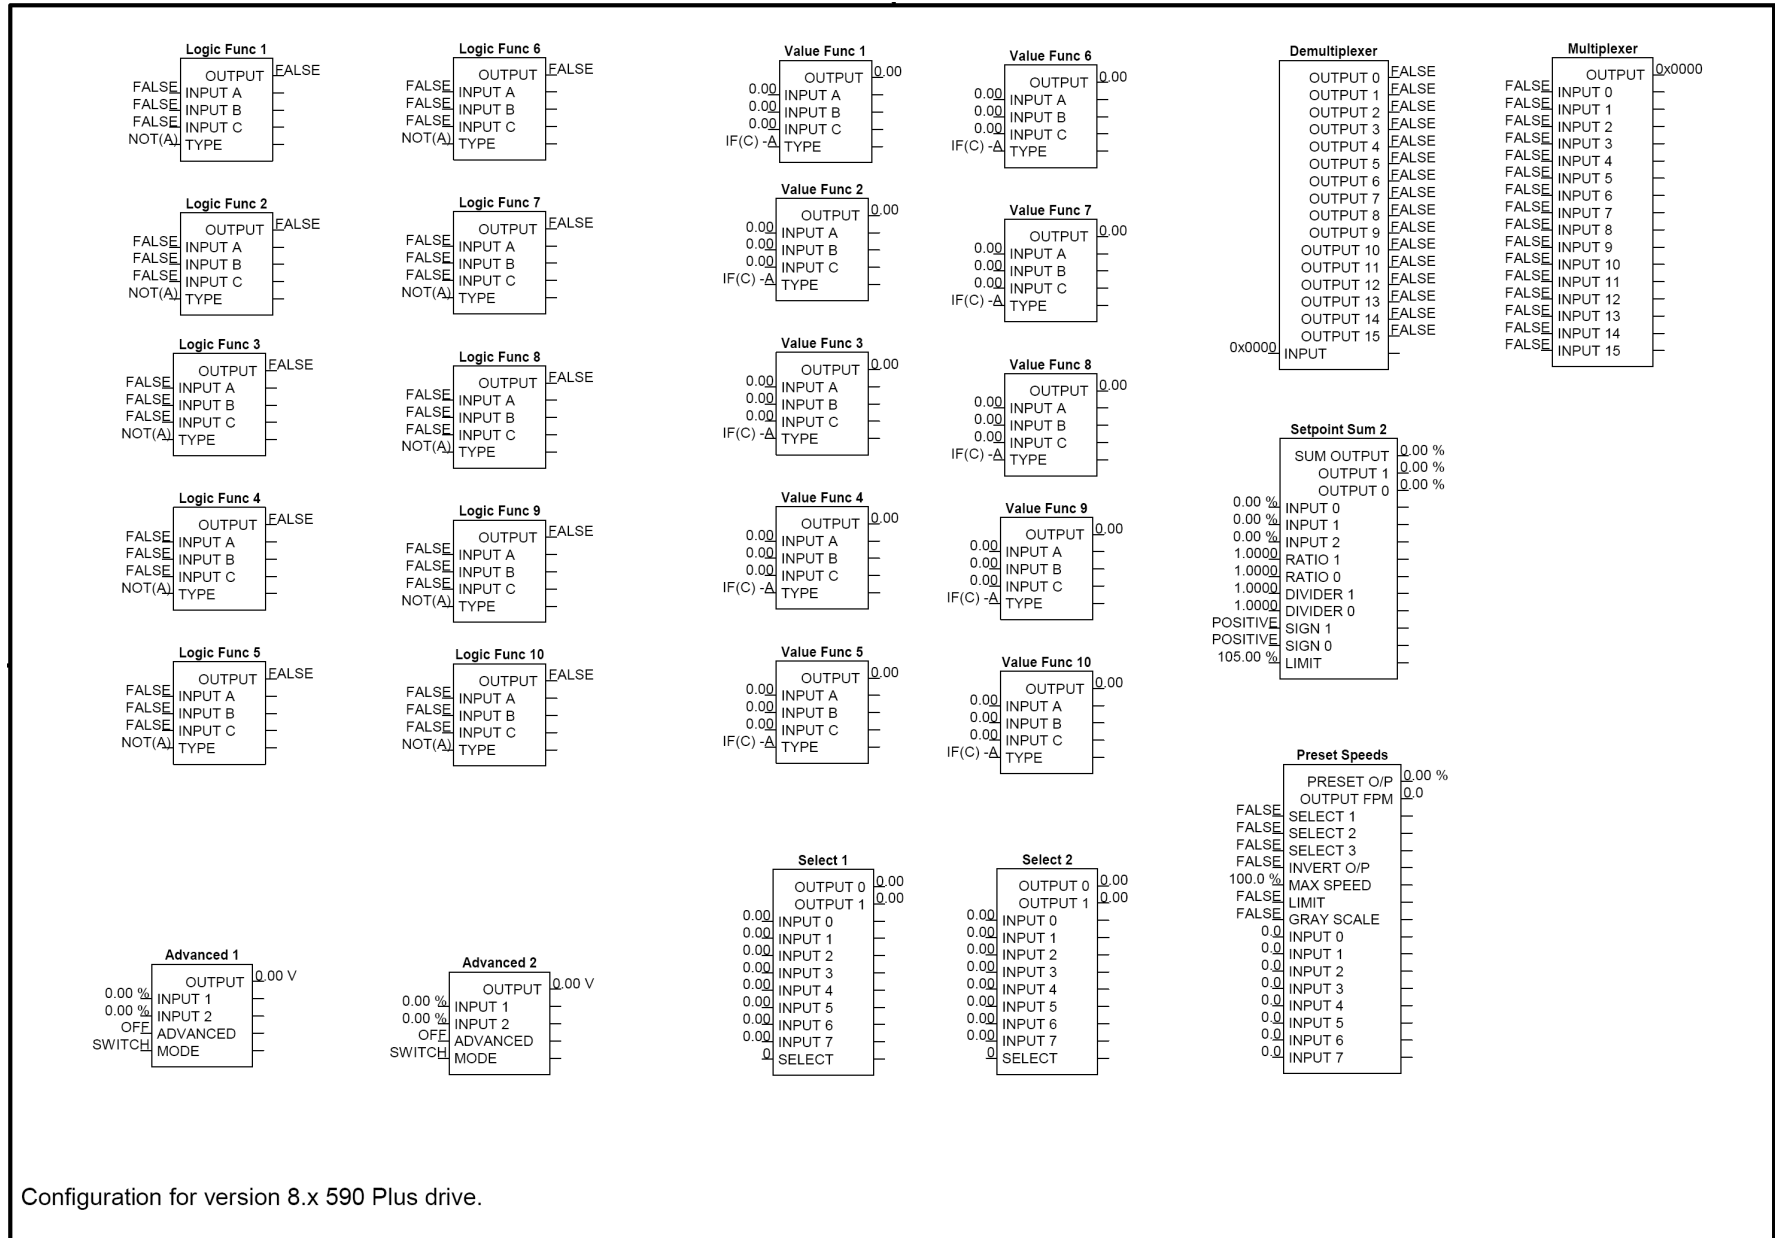 Logic Func 1
OUTPUT FALSE
FALSE INPUT A
FALSE INPUT B
FALSE INPUT C
NOT(A) TYPE
Logic Func 2
OUTPUT FALSE
FALSE INPUT A
FALSE INPUT B
FALSE INPUT C
NOT(A) TYPE
Logic Func 3
OUTPUT FALSE
FALSE INPUT A
FALSE INPUT B
FALSE INPUT C
NOT(A) TYPE
Logic Func 4
OUTPUT FALSE
FALSE INPUT A
FALSE INPUT B
FALSE INPUT C
NOT(A) TYPE
Logic Func 5
OUTPUT FALSE
FALSE INPUT A
FALSE INPUT B
FALSE INPUT C
NOT(A) TYPE
Advanced 1
OUTPUT 0.00 V
0.00 % INPUT 1
0.00 % INPUT 2
OFF ADVANCED
SWITCH MODE
Logic Func 6
OUTPUT FALSE
FALSE INPUT A
FALSE INPUT B
FALSE INPUT C
NOT(A) TYPE
Logic Func 7
OUTPUT FALSE
FALSE INPUT A
FALSE INPUT B
FALSE INPUT C
NOT(A) TYPE
Logic Func 8
OUTPUT FALSE
FALSE INPUT A
FALSE INPUT B
FALSE INPUT C
NOT(A) TYPE
Logic Func 9
OUTPUT FALSE
FALSE INPUT A
FALSE INPUT B
FALSE INPUT C
NOT(A) TYPE
Logic Func 10
OUTPUT FALSE
FALSE INPUT A
FALSE INPUT B
FALSE INPUT C
NOT(A) TYPE
Advanced 2
OUTPUT 0.00 V
0.00 % INPUT 1
0.00 % INPUT 2
OFF ADVANCED
SWITCH MODE
Value Func 1
OUTPUT 0.00
0.00 INPUT A
0.00 INPUT B
0.00 INPUT C
IF(C) -A TYPE
Value Func 2
OUTPUT 0.00
0.00 INPUT A
0.00 INPUT B
0.00 INPUT C
IF(C) -A TYPE
Value Func 3
OUTPUT 0.00
0.00 INPUT A
0.00 INPUT B
0.00 INPUT C
IF(C) -A TYPE
Value Func 4
OUTPUT 0.00
0.00 INPUT A
0.00 INPUT B
0.00 INPUT C
IF(C) -A TYPE
Value Func 5
OUTPUT 0.00
0.00 INPUT A
0.00 INPUT B
0.00 INPUT C
IF(C) -A TYPE
Select 1
OUTPUT 0 0.00
OUTPUT 1 0.00
0.00 INPUT 0
0.00 INPUT 1
0.00 INPUT 2
0.00 INPUT 3
0.00 INPUT 4
0.00 INPUT 5
0.00 INPUT 6
0.00 INPUT 7
0 SELECT
Value Func 6
OUTPUT 0.00
0.00 INPUT A
0.00 INPUT B
0.00 INPUT C
IF(C) -A TYPE
Value Func 7
OUTPUT 0.00
0.00 INPUT A
0.00 INPUT B
0.00 INPUT C
IF(C) -A TYPE
Value Func 8
OUTPUT 0.00
0.00 INPUT A
0.00 INPUT B
0.00 INPUT C
IF(C) -A TYPE
Value Func 9
OUTPUT 0.00
0.00 INPUT A
0.00 INPUT B
0.00 INPUT C
IF(C) -A TYPE
Value Func 10
OUTPUT 0.00
0.00 INPUT A
0.00 INPUT B
0.00 INPUT C
IF(C) -A TYPE
Select 2
OUTPUT 0 0.00
OUTPUT 1 0.00
0.00 INPUT 0
0.00 INPUT 1
0.00 INPUT 2
0.00 INPUT 3
0.00 INPUT 4
0.00 INPUT 5
0.00 INPUT 6
0.00 INPUT 7
0 SELECT
Demultiplexer
OUTPUT 0 FALSE
OUTPUT 1 FALSE
OUTPUT 2 FALSE
OUTPUT 3 FALSE
OUTPUT 4 FALSE
OUTPUT 5 FALSE
OUTPUT 6 FALSE
OUTPUT 7 FALSE
OUTPUT 8 FALSE
OUTPUT 9 FALSE
OUTPUT 10 FALSE
OUTPUT 11 FALSE
OUTPUT 12 FALSE
OUTPUT 13 FALSE
OUTPUT 14 FALSE
OUTPUT 15 FALSE
0x0000 INPUT
Setpoint Sum 2
SUM OUTPUT 0.00 %
OUTPUT 1 0.00 %
OUTPUT 0 0.00 %
0.00 % INPUT 0
0.00 % INPUT 1
0.00 % INPUT 2
1.0000 RATIO 1
1.0000 RATIO 0
1.0000 DIVIDER 1
1.0000 DIVIDER 0
POSITIVE SIGN 1
POSITIVE SIGN 0
105.00 % LIMIT
Preset Speeds
PRESET O/P 0.00 %
OUTPUT FPM 0.0
FALSE SELECT 1
FALSE SELECT 2
FALSE SELECT 3
FALSE INVERT O/P
100.0 % MAX SPEED
FALSE LIMIT
FALSE GRAY SCALE
0.0 INPUT 0
0.0 INPUT 1
0.0 INPUT 2
0.0 INPUT 3
0.0 INPUT 4
0.0 INPUT 5
0.0 INPUT 6
0.0 INPUT 7
Multiplexer
OUTPUT 0x0000
FALSE INPUT 0
FALSE INPUT 1
FALSE INPUT 2
FALSE INPUT 3
FALSE INPUT 4
FALSE INPUT 5
FALSE INPUT 6
FALSE INPUT 7
FALSE INPUT 8
FALSE INPUT 9
FALSE INPUT 10
FALSE INPUT 11
FALSE INPUT 12
FALSE INPUT 13
FALSE INPUT 14
FALSE INPUT 15
Configuration for version 8.x 590 Plus drive.